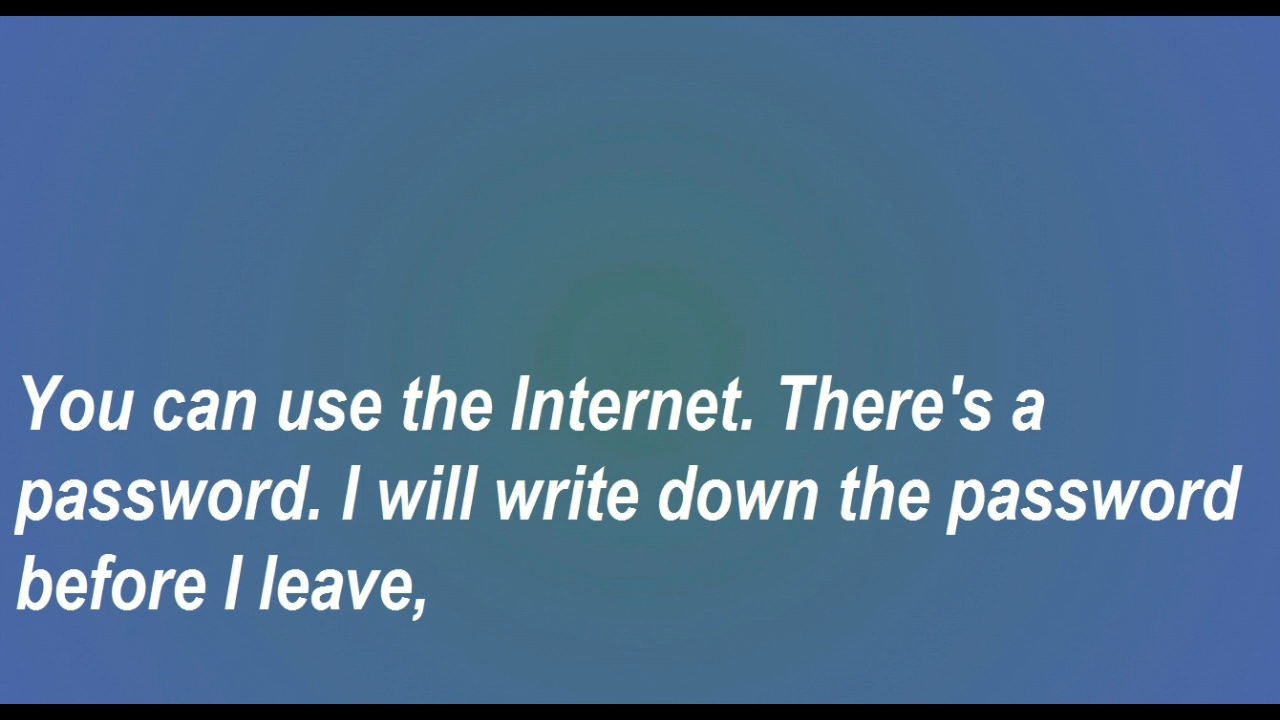 You can use the Internet. There's a
password. I will write down the password
before I leave,